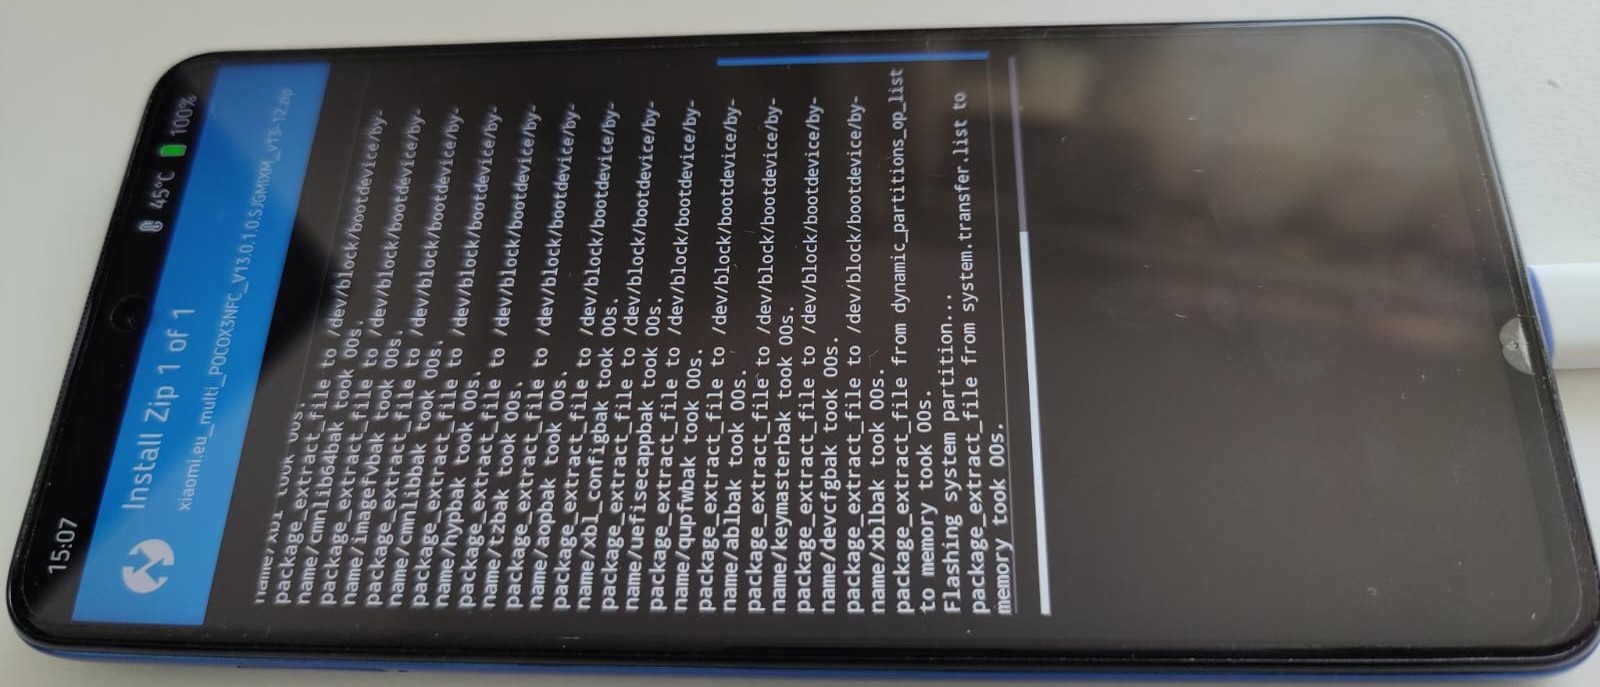 15:07
45°C
100%
Install Zip 1 of 1
xiaomi.eu_multi_POCOX3NFC_V13.0.1.0.SJGMIXM_v13-12.zip
name/xbl took 00s.
package_extract_file to /dev/block/bootdevice/by-
name/cmnlib64bak took 00s.
package_extract_file to /dev/block/bootdevice/by-
name/imagefvbak took 00s.
package_extract_file to /dev/block/bootdevice/by-
name/cmnlibbak took 00s.
package_extract_file to /dev/block/bootdevice/by-
name/hypbak took 00s.
package_extract_file to /dev/block/bootdevice/by-
name/tzbak took 00s.
package_extract_file to /dev/block/bootdevice/by-
name/aopbak took 00s.
package_extract_file to /dev/block/bootdevice/by-
name/xbl_configbak took 00s.
package_extract_file to /dev/block/bootdevice/by-
name/uefisecappbak took 00s.
package_extract_file to /dev/block/bootdevice/by-
name/qupfwbak took 00s.
package_extract_file to /dev/block/bootdevice/by-
name/ablbak took 00s.
package_extract_file to /dev/block/bootdevice/by-
name/keymasterbak took 00s.
package_extract_file to /dev/block/bootdevice/by-
name/devcfgbak took 00s.
package_extract_file to /dev/block/bootdevice/by-
name/xblbak took 00s.
package_extract_file from dynamic_partitions_op_list
to memory took 00s.
Flashing system partition...
package_extract_file from system.transfer.list to
memory took 00s.